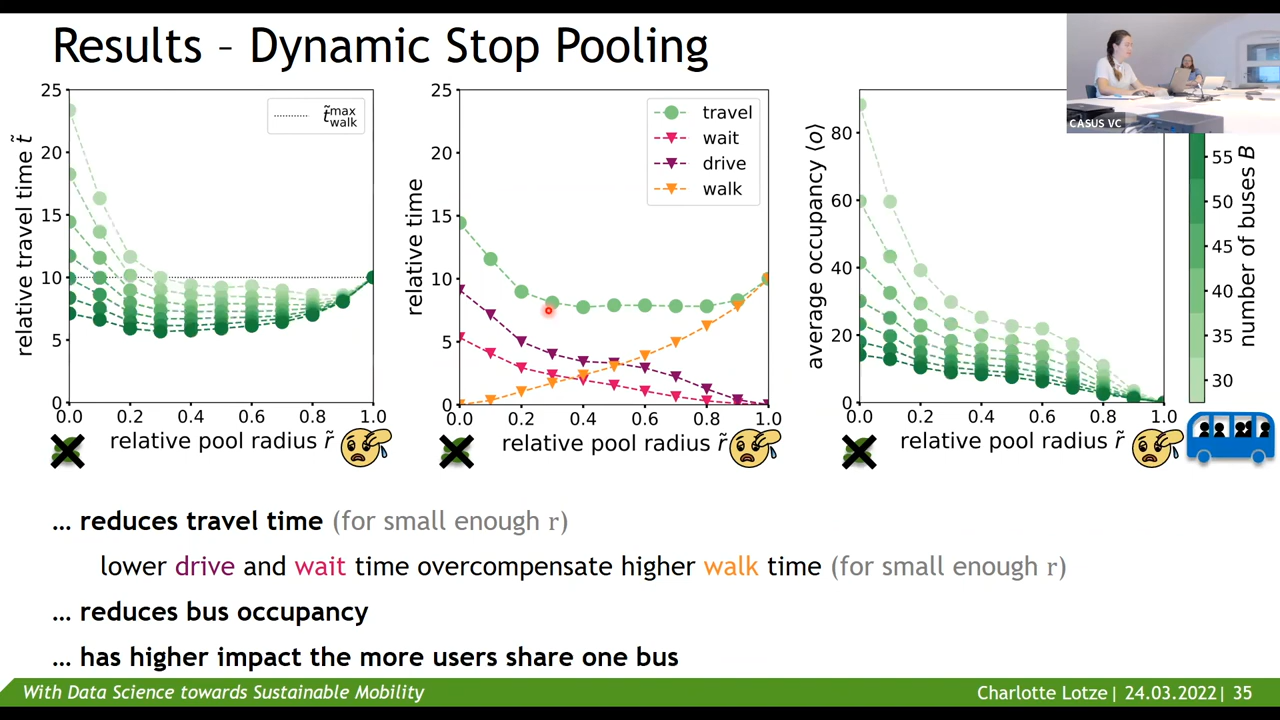 Results – Dynamic Stop Pooling
CASUS VC
25
20
15
10
5
0
0.0 0.2 0.4 0.6 0.8 1.0
relative travel time t̃
relative pool radius r̃
t̃ max walk
25
20
15
10
5
0
0.0 0.2 0.4 0.6 0.8 1.0
relative time
relative pool radius r̃
travel
wait
drive
walk
80
60
40
20
0
0.0 0.2 0.4 0.6 0.8 1.0
average occupancy ⟨o⟩
relative pool radius r̃
55
50
45
40
35
30
number of buses B
... reduces travel time (for small enough r)
lower drive and wait time overcompensate higher walk time (for small enough r)
... reduces bus occupancy
... has higher impact the more users share one bus
With Data Science towards Sustainable Mobility
Charlotte Lotze| 24.03.2022| 35